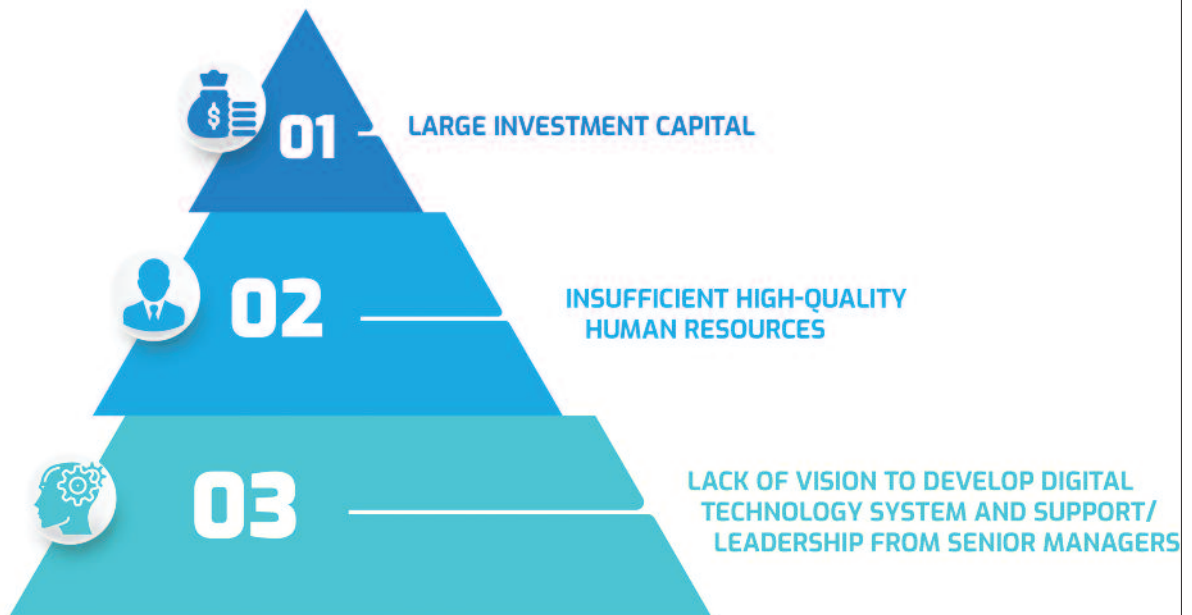 $
01
LARGE INVESTMENT CAPITAL
02
INSUFFICIENT HIGH-QUALITY
HUMAN RESOURCES
03
LACK OF VISION TO DEVELOP DIGITAL
TECHNOLOGY SYSTEM AND SUPPORT/
LEADERSHIP FROM SENIOR MANAGERS